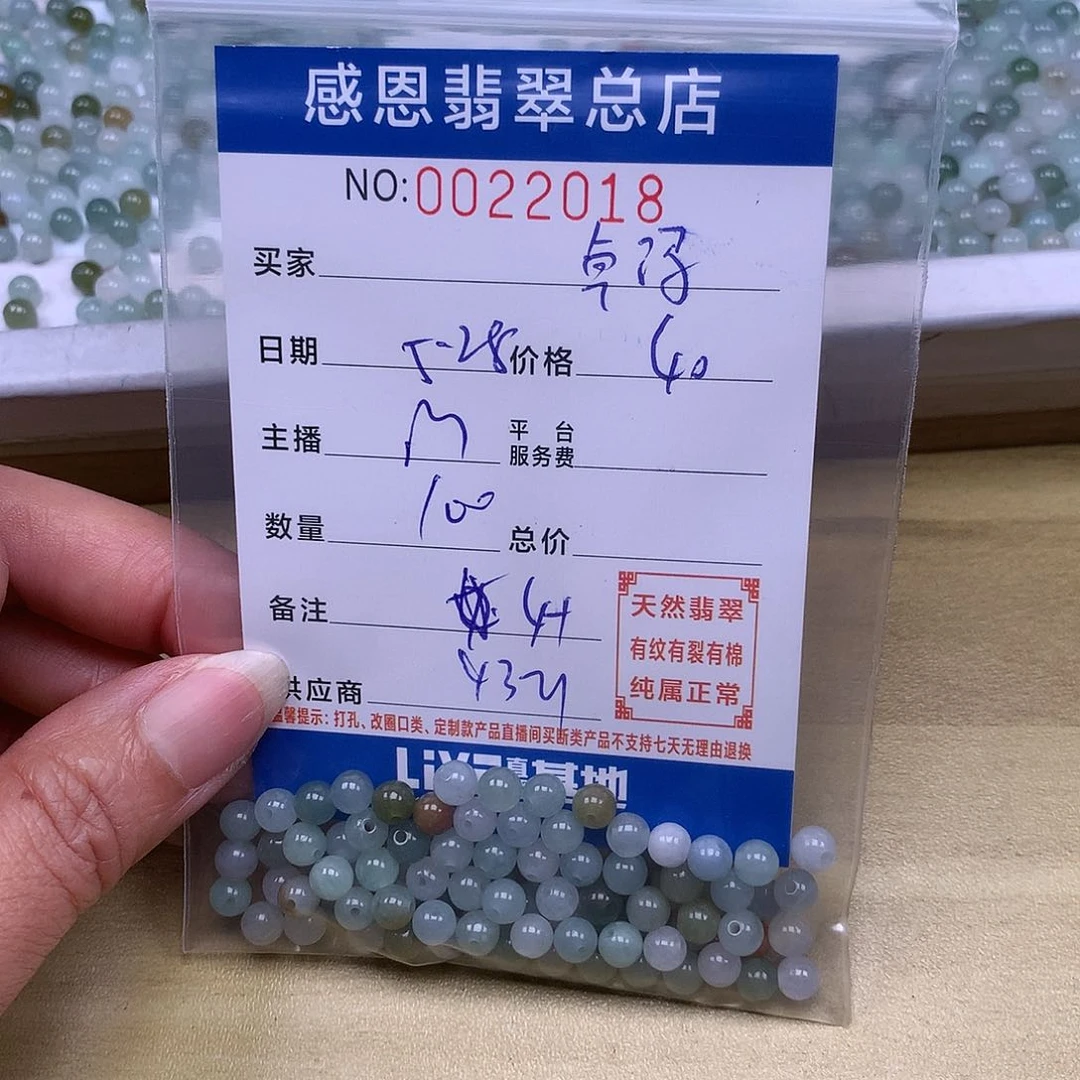 感恩翡翠总店
NO:0022018
买家
日期 5-28 价格 40
主播 M 平台服务费
数量 100 总价
备注 4H
天然翡翠
有纹有裂有棉
纯属正常
供应商 4321
温馨提示：打孔、改圈口类、定制款产品直播间买断类产品不支持七天无理由退换
基地